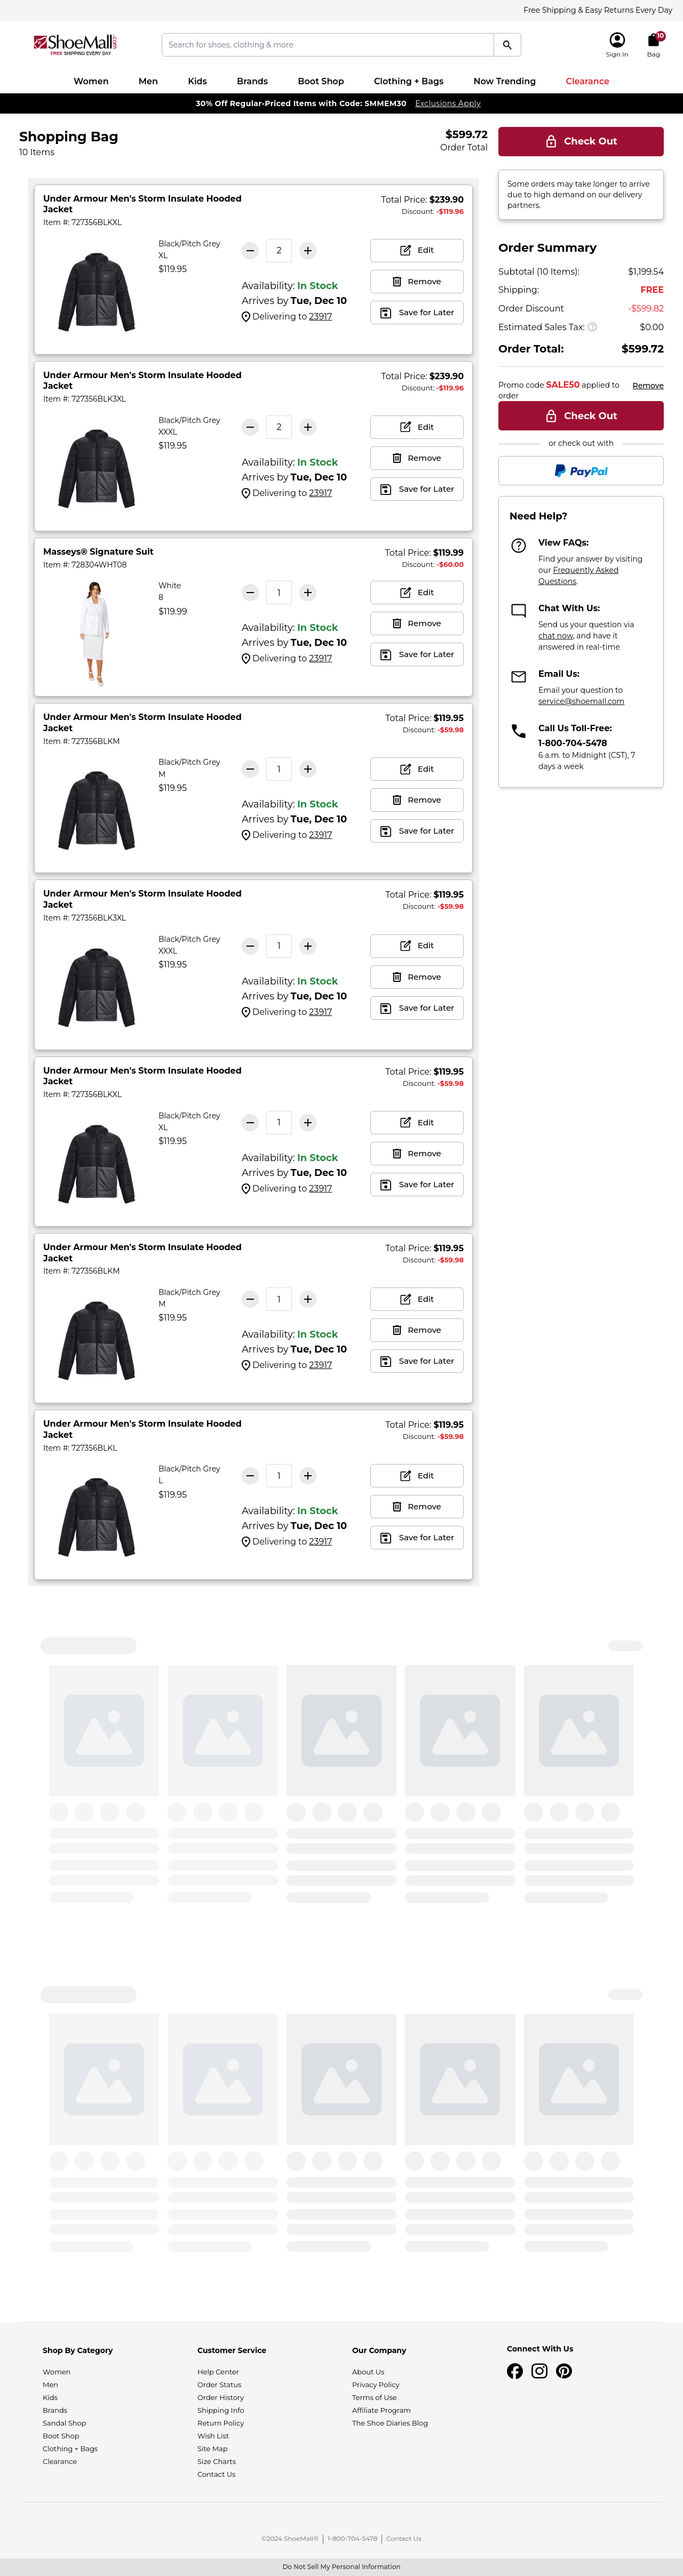 Free Shipping & Easy Returns Every Day
ShoeMall.com
FREE SHIPPING EVERY DAY
Search for shoes, clothing & more
Sign In
10
Bag
Women Men Kids Brands Boot Shop Clothing + Bags Now Trending Clearance
30% Off Regular-Priced Items with Code: SMMEM30 Exclusions Apply
Shopping Bag
10 Items
$599.72
Order Total
Under Armour Men's Storm Insulate Hooded
Jacket
Item #: 727356BLKXL
Total Price: $239.90
Discount: -$119.96
Black/Pitch Grey
XL
$119.95
2
Availability: In Stock
Arrives by Tue, Dec 10
Delivering to 23917
Edit
Remove
Save for Later
Under Armour Men's Storm Insulate Hooded
Jacket
Item #: 727356BLK3XL
Total Price: $239.90
Discount: -$119.96
Black/Pitch Grey
XXXL
$119.95
2
Availability: In Stock
Arrives by Tue, Dec 10
Delivering to 23917
Edit
Remove
Save for Later
Masseys® Signature Suit
Item #: 728304WHT08
Total Price: $119.99
Discount: -$60.00
White
8
$119.99
1
Availability: In Stock
Arrives by Tue, Dec 10
Delivering to 23917
Edit
Remove
Save for Later
Under Armour Men's Storm Insulate Hooded
Jacket
Item #: 727356BLKM
Total Price: $119.95
Discount: -$59.98
Black/Pitch Grey
M
$119.95
1
Availability: In Stock
Arrives by Tue, Dec 10
Delivering to 23917
Edit
Remove
Save for Later
Under Armour Men's Storm Insulate Hooded
Jacket
Item #: 727356BLK3XL
Total Price: $119.95
Discount: -$59.98
Black/Pitch Grey
XXXL
$119.95
1
Availability: In Stock
Arrives by Tue, Dec 10
Delivering to 23917
Edit
Remove
Save for Later
Under Armour Men's Storm Insulate Hooded
Jacket
Item #: 727356BLKXL
Total Price: $119.95
Discount: -$59.98
Black/Pitch Grey
XL
$119.95
1
Availability: In Stock
Arrives by Tue, Dec 10
Delivering to 23917
Edit
Remove
Save for Later
Under Armour Men's Storm Insulate Hooded
Jacket
Item #: 727356BLKM
Total Price: $119.95
Discount: -$59.98
Black/Pitch Grey
M
$119.95
1
Availability: In Stock
Arrives by Tue, Dec 10
Delivering to 23917
Edit
Remove
Save for Later
Under Armour Men's Storm Insulate Hooded
Jacket
Item #: 727356BLKL
Total Price: $119.95
Discount: -$59.98
Black/Pitch Grey
L
$119.95
1
Availability: In Stock
Arrives by Tue, Dec 10
Delivering to 23917
Edit
Remove
Save for Later
Check Out
Some orders may take longer to arrive
due to high demand on our delivery
partners.
Order Summary
Subtotal (10 Items): $1,199.54
Shipping: FREE
Order Discount -$599.82
Estimated Sales Tax: ? $0.00
Order Total: $599.72
Promo code SALE50 applied to
order
Remove
Check Out
or check out with
PayPal
Need Help?
View FAQs:
Find your answer by visiting
our Frequently Asked
Questions.
Chat With Us:
Send us your question via
chat now, and have it
answered in real-time
Email Us:
Email your question to
service@shoemall.com
Call Us Toll-Free:
1-800-704-5478
6 a.m. to Midnight (CST), 7
days a week
Shop By Category
Women
Men
Kids
Brands
Sandal Shop
Boot Shop
Clothing + Bags
Clearance
Customer Service
Help Center
Order Status
Order History
Shipping Info
Return Policy
Wish List
Site Map
Size Charts
Contact Us
Our Company
About Us
Privacy Policy
Terms of Use
Affiliate Program
The Shoe Diaries Blog
Connect With Us
©2024 ShoeMall® 1-800-704-5478 Contact Us
Do Not Sell My Personal Information